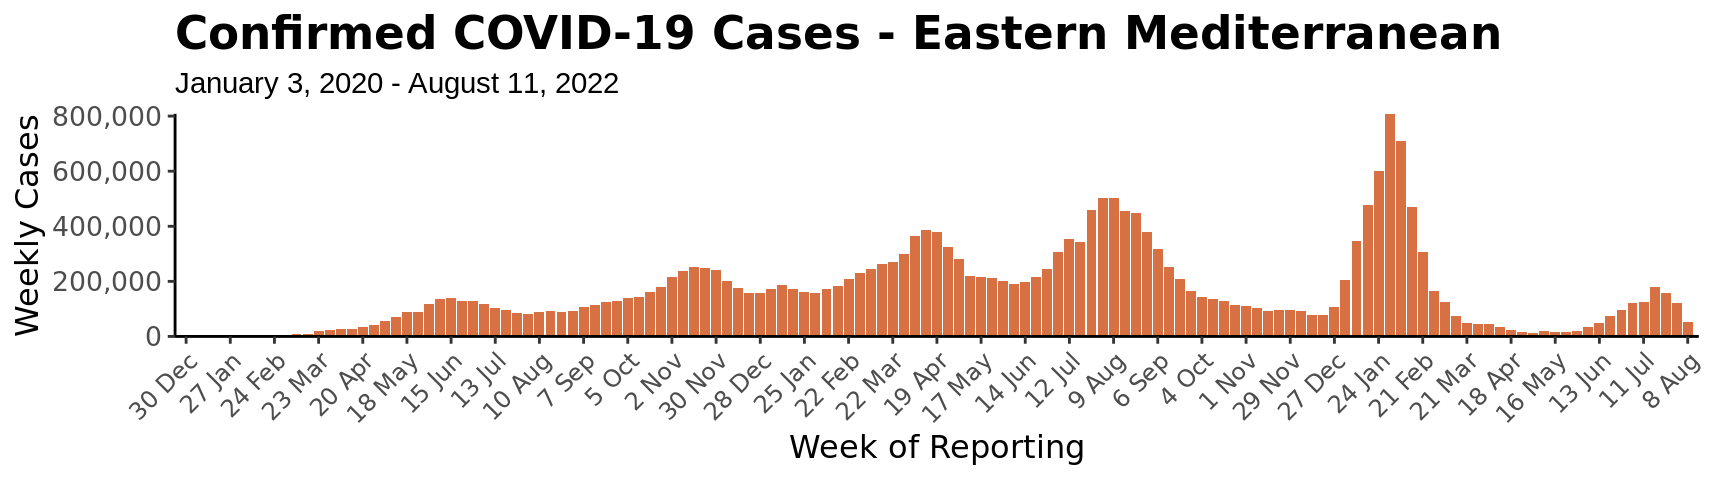 Confirmed COVID-19 Cases - Eastern Mediterranean
January 3, 2020 - August 11, 2022
Weekly Cases
800,000
600,000
400,000
200,000
0
30 Dec
27 Jan
24 Feb
23 Mar
20 Apr
18 May
15 Jun
13 Jul
10 Aug
7 Sep
5 Oct
2 Nov
30 Nov
28 Dec
25 Jan
22 Feb
22 Mar
19 Apr
17 May
14 Jun
12 Jul
9 Aug
6 Sep
4 Oct
1 Nov
29 Nov
27 Dec
24 Jan
21 Feb
21 Mar
18 Apr
16 May
13 Jun
11 Jul
8 Aug
Week of Reporting